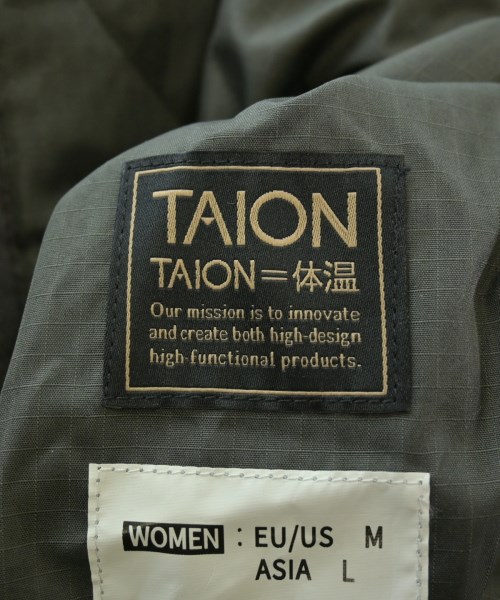 TAION
TAION=体温
Our mission is to innovate
and create both high-design
high-functional products.
WOMEN : EU/US M
ASIA L